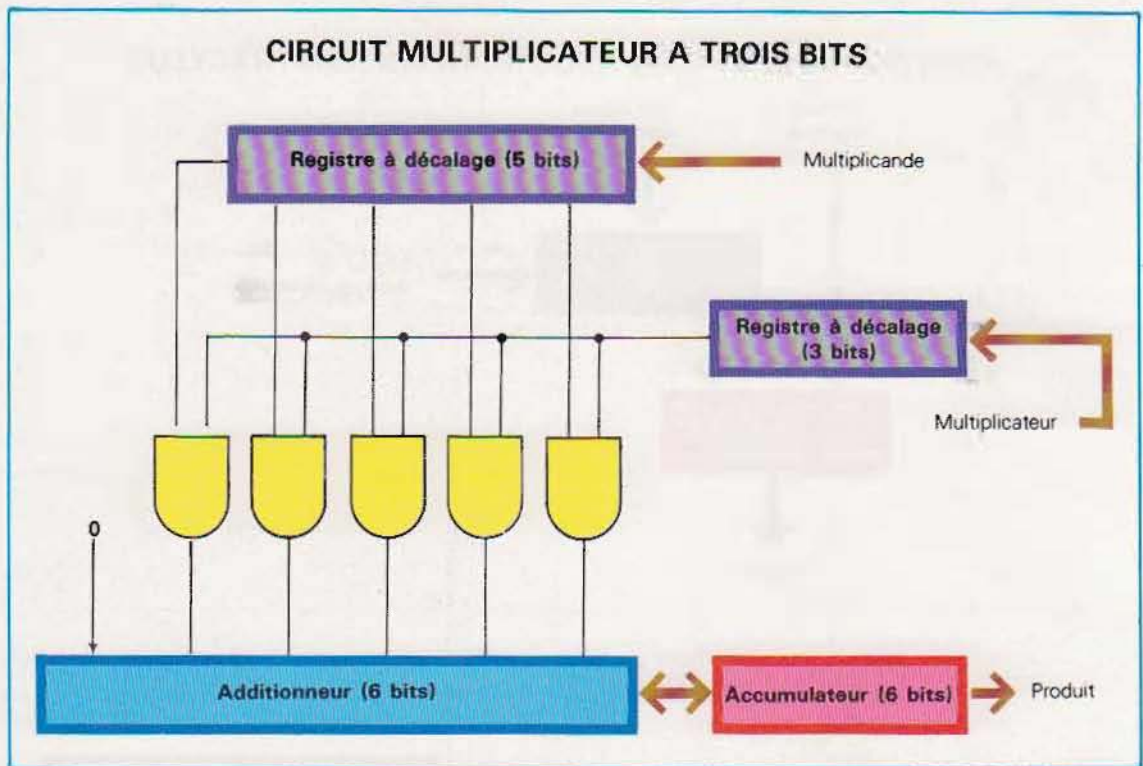 CIRCUIT MULTIPLICATEUR A TROIS BITS
Registre à décalage (5 bits)
Multiplicande
Registre à décalage
(3 bits)
Multiplicateur
0
Additionneur (6 bits)
Accumulateur (6 bits)
Produit